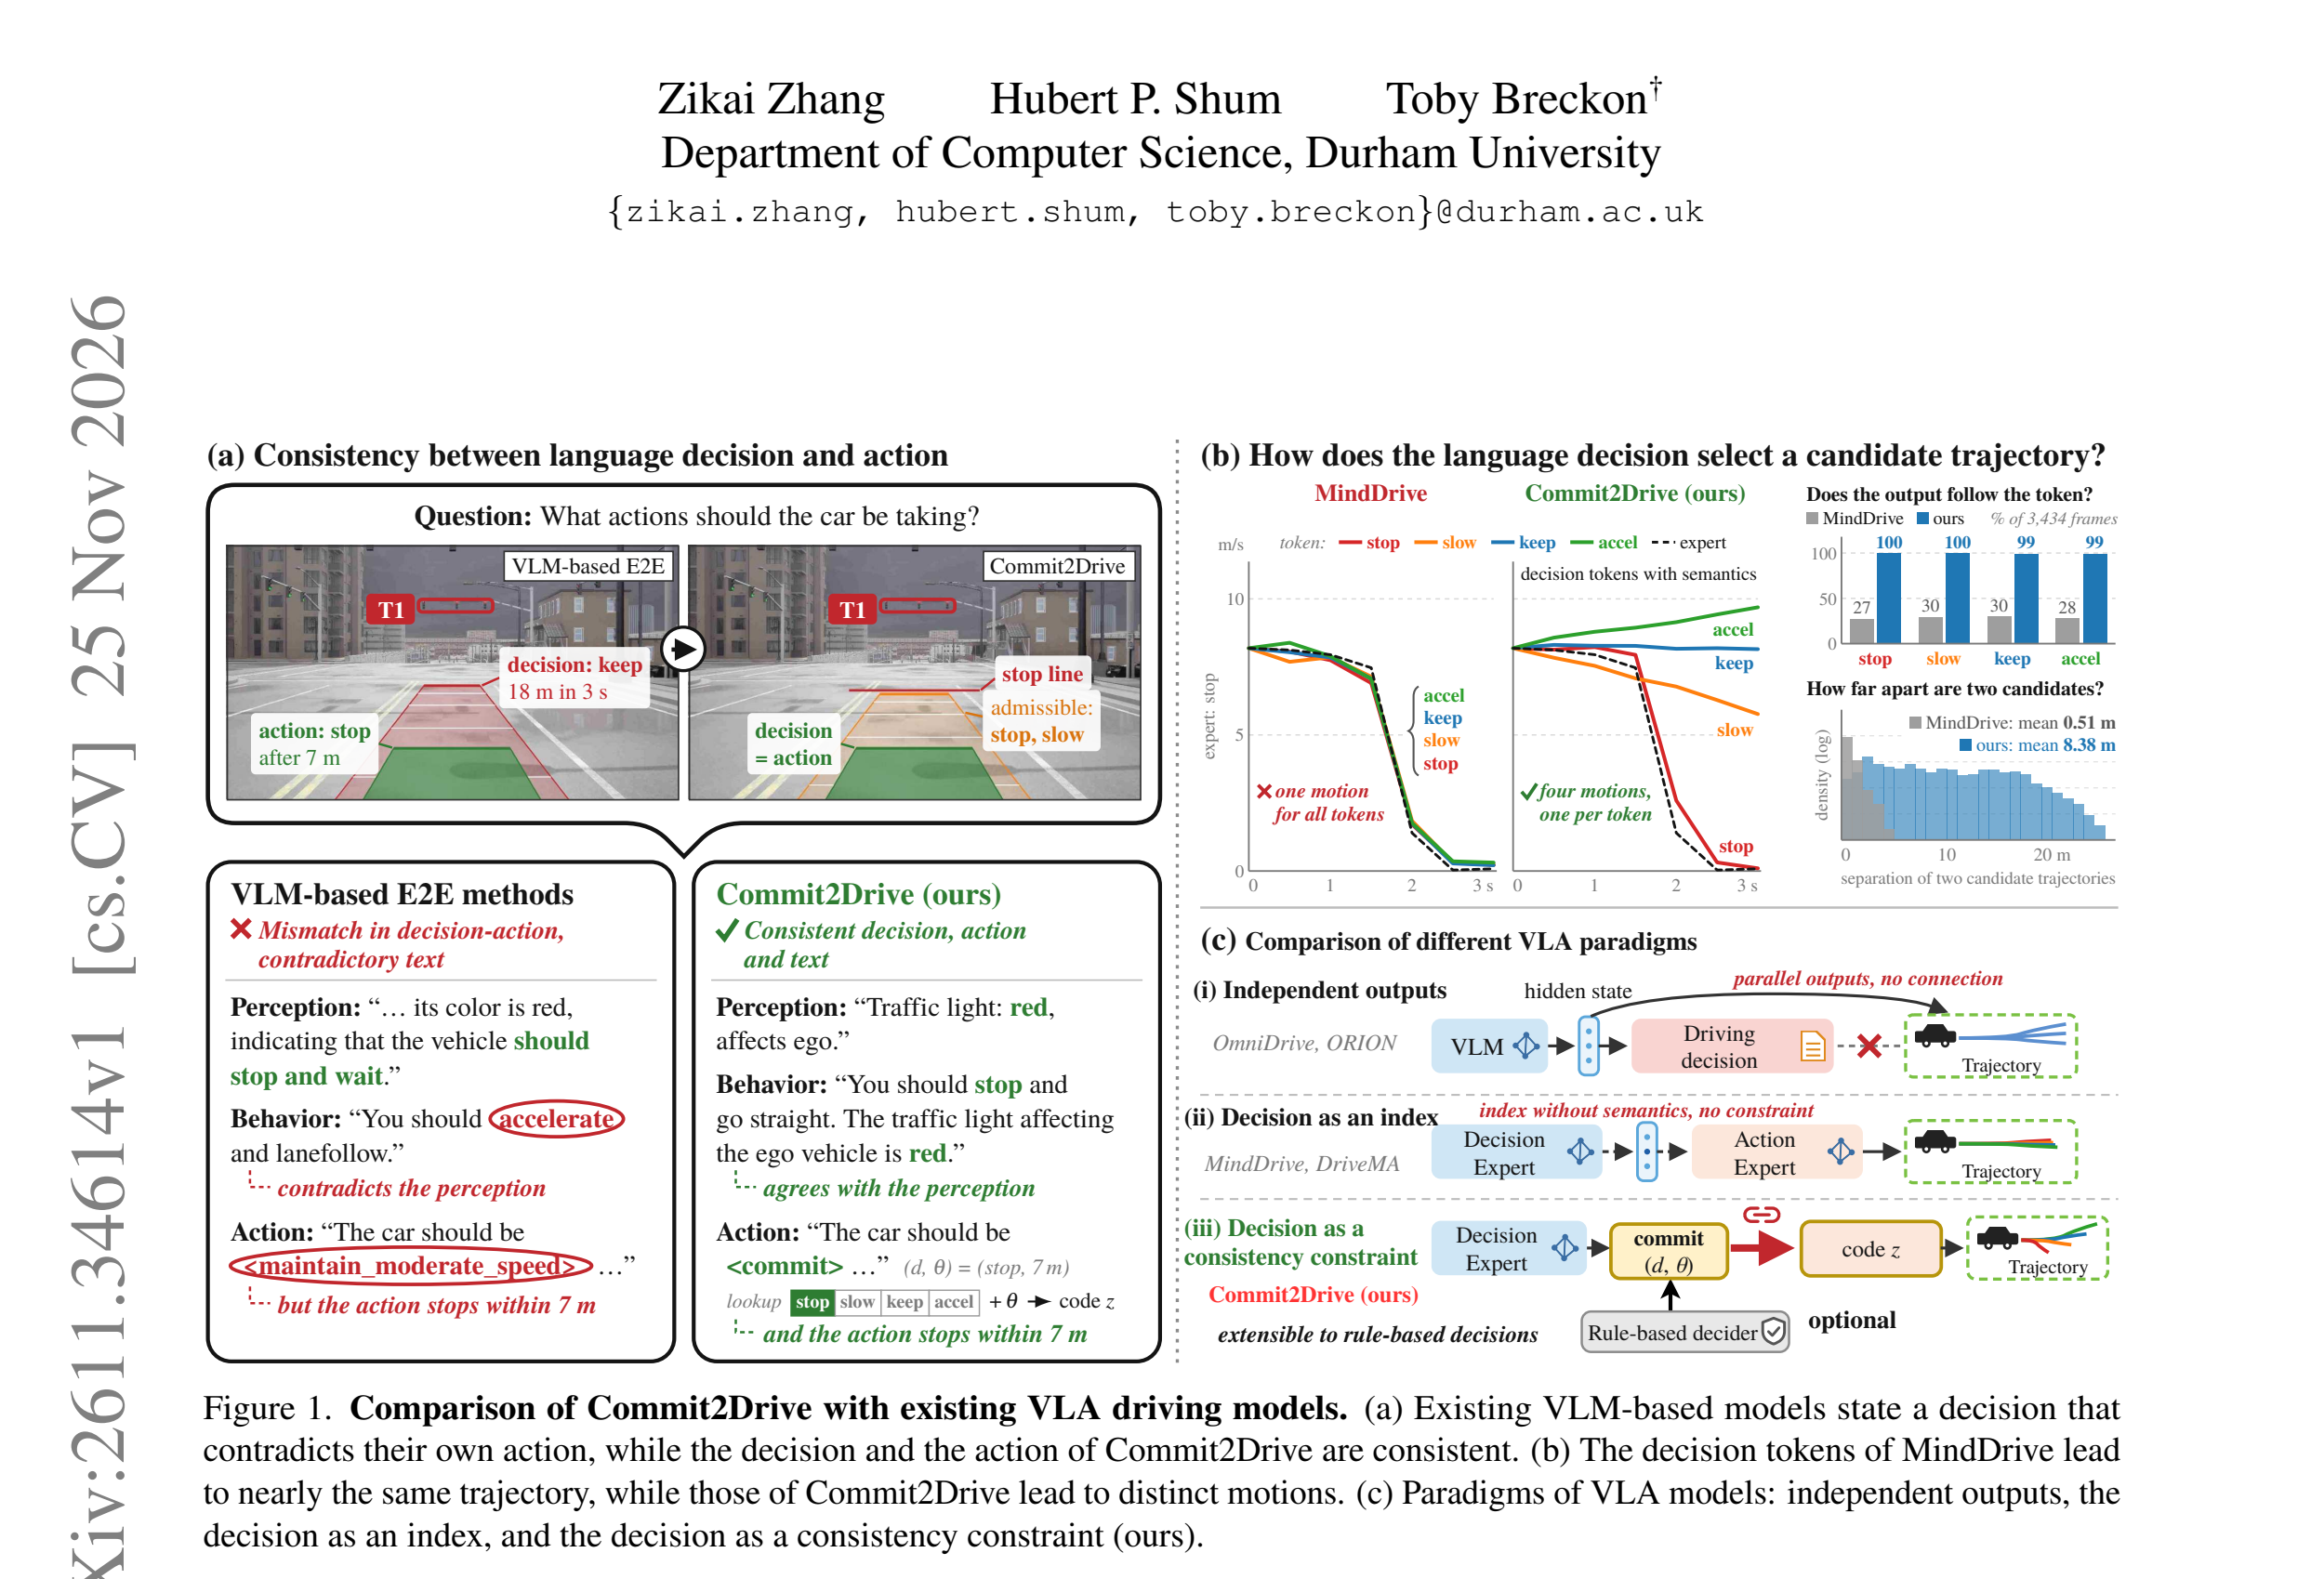 Zikai Zhang Hubert P. Shum Toby Breckon†
Department of Computer Science, Durham University
{zikai.zhang, hubert.shum, toby.breckon}@durham.ac.uk
Xiv:2611.34614v1 [cs.CV] 25 Nov 2026
(a) Consistency between language decision and action
Question: What actions should the car be taking?
VLM-based E2E
T1
decision: keep
18 m in 3 s
action: stop
after 7 m
Commit2Drive
T1
stop line
admissible:
stop, slow
decision
= action
VLM-based E2E methods
✗ Mismatch in decision-action,
contradictory text
Perception: “… its color is red,
indicating that the vehicle should
stop and wait.”
Behavior: “You should accelerate
and lanefollow.”
contradicts the perception
Action: “The car should be
<maintain_moderate_speed> …”
but the action stops within 7 m
Commit2Drive (ours)
✓ Consistent decision, action
and text
Perception: “Traffic light: red,
affects ego.”
Behavior: “You should stop and
go straight. The traffic light affecting
the ego vehicle is red.”
agrees with the perception
Action: “The car should be
<commit> …” (d, θ) = (stop, 7 m)
lookup stop slow keep accel + θ → code z
and the action stops within 7 m
(b) How does the language decision select a candidate trajectory?
MindDrive Commit2Drive (ours)
m/s token: stop slow keep accel expert
decision tokens with semantics
10
5
0
expert: stop
accel
keep
slow
stop
✗ one motion
for all tokens
0 1 2 3 s
accel
keep
slow
✓ four motions,
one per token
stop
0 1 2 3 s
Does the output follow the token?
MindDrive ours % of 3,434 frames
100 100 99 99
100
50
0
27 30 30 28
stop slow keep accel
How far apart are two candidates?
MindDrive: mean 0.51 m
ours: mean 8.38 m
density (log)
0 10 20 m
separation of two candidate trajectories
(c) Comparison of different VLA paradigms
(i) Independent outputs
hidden state
parallel outputs, no connection
OmniDrive, ORION
VLM
Driving
decision
Trajectory
(ii) Decision as an index
index without semantics, no constraint
MindDrive, DriveMA
Decision
Expert
Action
Expert
Trajectory
(iii) Decision as a
consistency constraint
Commit2Drive (ours)
extensible to rule-based decisions
Decision
Expert
commit
(d, θ)
code z
Trajectory
Rule-based decider
optional
Figure 1. Comparison of Commit2Drive with existing VLA driving models. (a) Existing VLM-based models state a decision that
contradicts their own action, while the decision and the action of Commit2Drive are consistent. (b) The decision tokens of MindDrive lead
to nearly the same trajectory, while those of Commit2Drive lead to distinct motions. (c) Paradigms of VLA models: independent outputs, the
decision as an index, and the decision as a consistency constraint (ours).